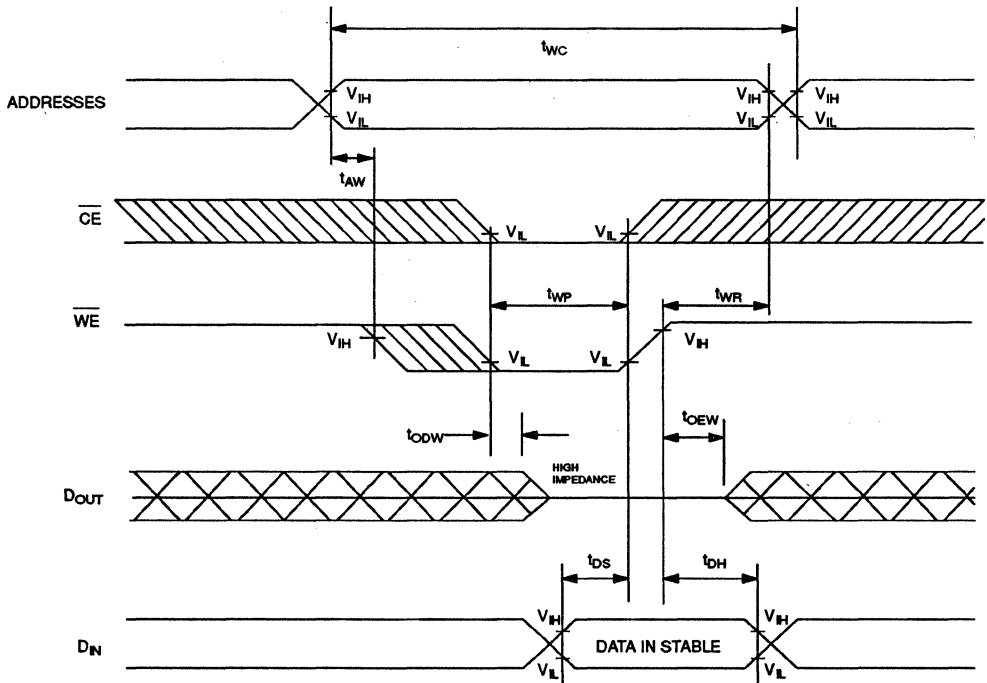 tWC
ADDRESSES
VIH
VIL
VIH
VIL
VIH
VIL
tAW
CE
VIL
VIL
tWP
tWR
WE
VIH
VIL
VIL
VIH
tODW
tOEW
HIGH
IMPEDANCE
DOUT
tDS
tDH
VIH
VIH
DIN
DATA IN STABLE
VIL
VIL